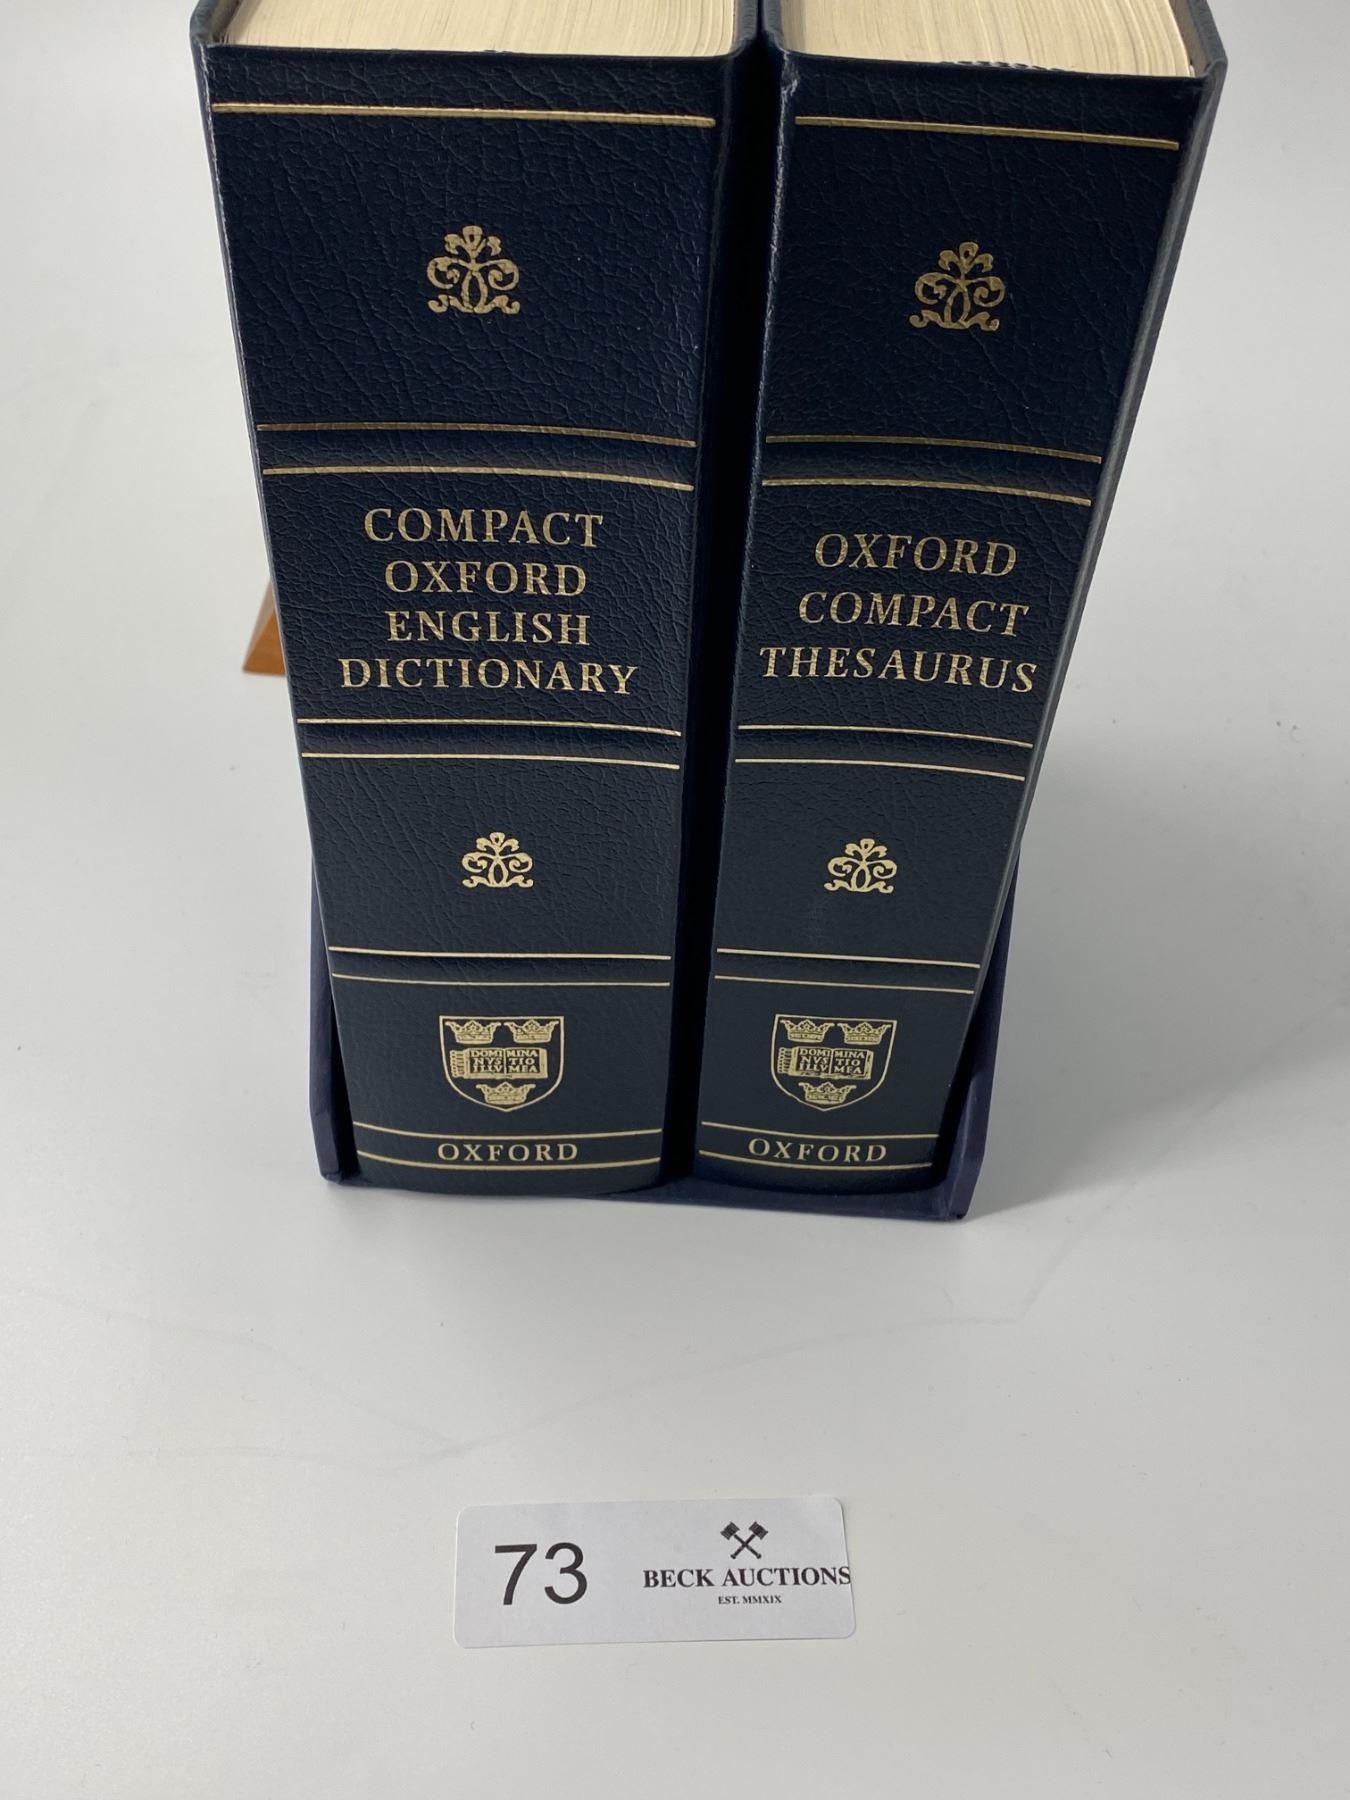 COMPACT
OXFORD
ENGLISH
DICTIONARY
DOMI MINA
NVS TIO
ILLV MEA
OXFORD
OXFORD
COMPACT
THESAURUS
DOMI MINA
NVS TIO
ILLV MEA
OXFORD
73
BECK AUCTIONS
EST. MMXIX